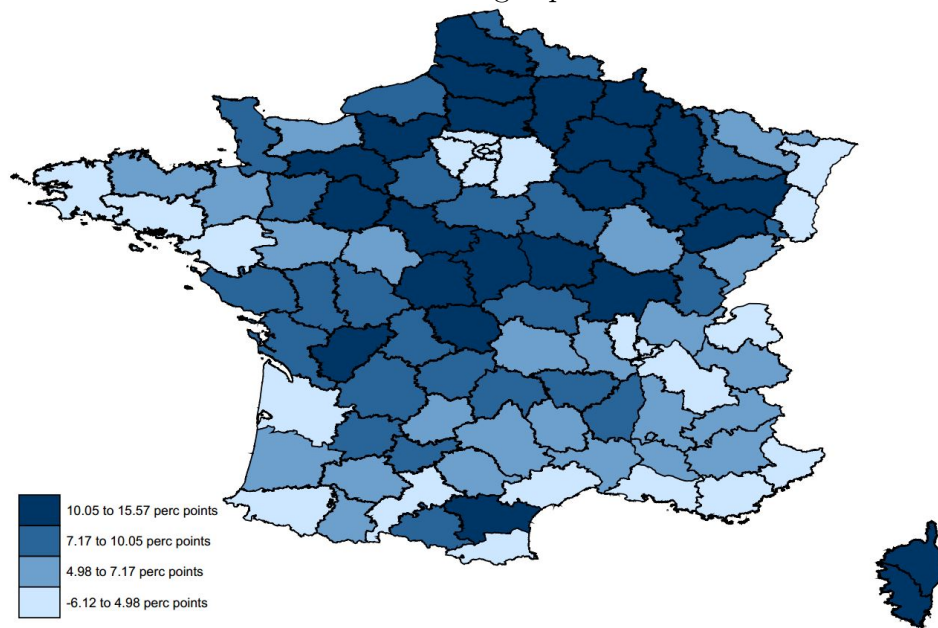 10.05 to 15.57 perc points
7.17 to 10.05 perc points
4.98 to 7.17 perc points
-6.12 to 4.98 perc points